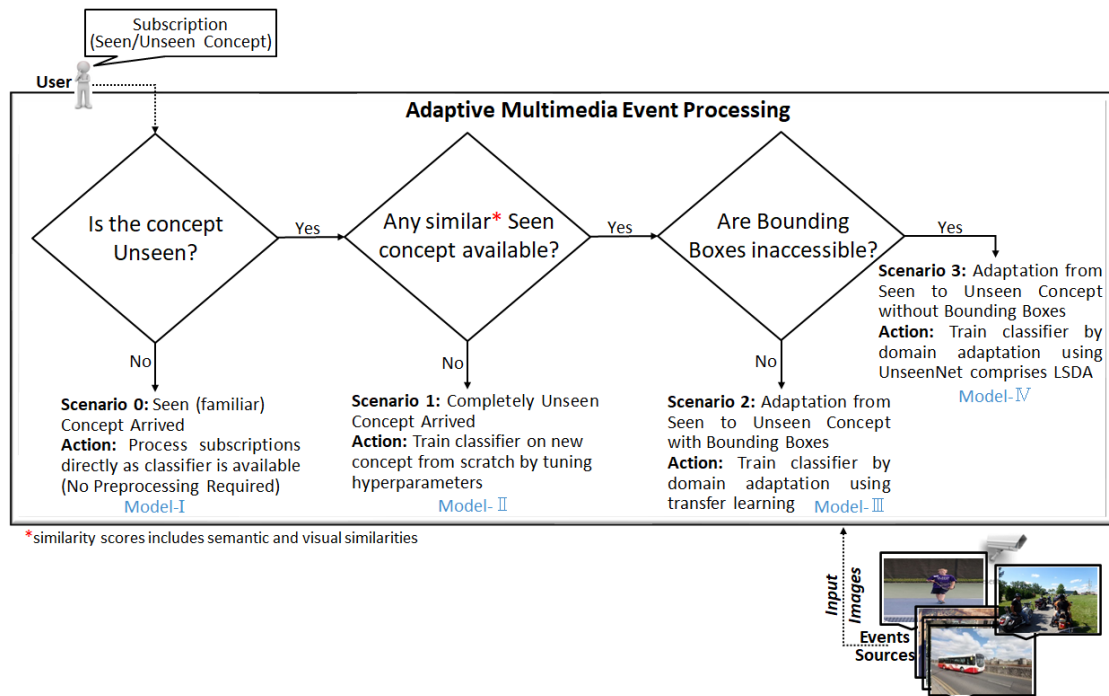 Subscription
(Seen/Unseen Concept)
User
Adaptive Multimedia Event Processing
Is the concept
Unseen?
Yes
Any similar* Seen
concept available?
Yes
Are Bounding
Boxes inaccessible?
Yes
No
No
No
Scenario 0: Seen (familiar)
Concept Arrived
Action: Process subscriptions
directly as classifier is available
(No Preprocessing Required)
Model-I
Scenario 1: Completely Unseen
Concept Arrived
Action: Train classifier on new
concept from scratch by tuning
hyperparameters
Model- II
Scenario 2: Adaptation from
Seen to Unseen Concept
with Bounding Boxes
Action: Train classifier by
domain adaptation using
transfer learning
Model-III
Scenario 3: Adaptation from
Seen to Unseen Concept
without Bounding Boxes
Action: Train classifier by
domain adaptation using
UnseenNet comprises LSDA
Model-IV
*similarity scores includes semantic and visual similarities
Input
Images
Events
Sources